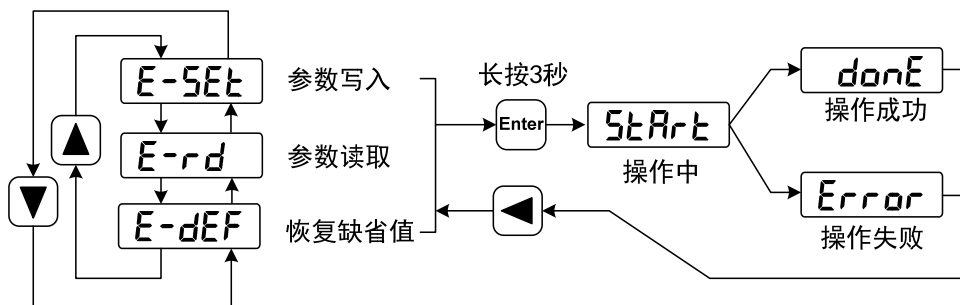 E-SEt
参数写入
E-rd
参数读取
E-dEF
恢复缺省值
长按3秒
Enter
StArt
操作中
donE
操作成功
Error
操作失败